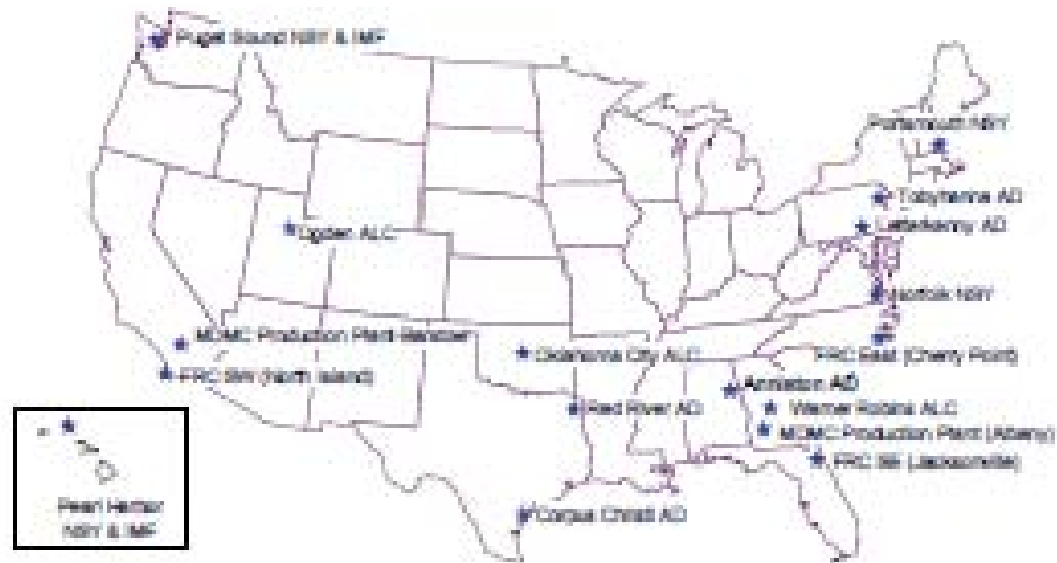 Puget Sound NSY & IMF
Portsmouth NSY
Tobyhanna AD
Letterkenny AD
Ogden ALC
Norfolk NSY
MDMC Production Plant Barstow
Oklahoma City ALC
FRC East (Cherry Point)
FRC SW (North Island)
Anniston AD
Red River AD
Warner Robins ALC
MDMC Production Plant (Albany)
FRC SE (Jacksonville)
Pearl Harbor
NSY & IMF
Corpus Christi AD